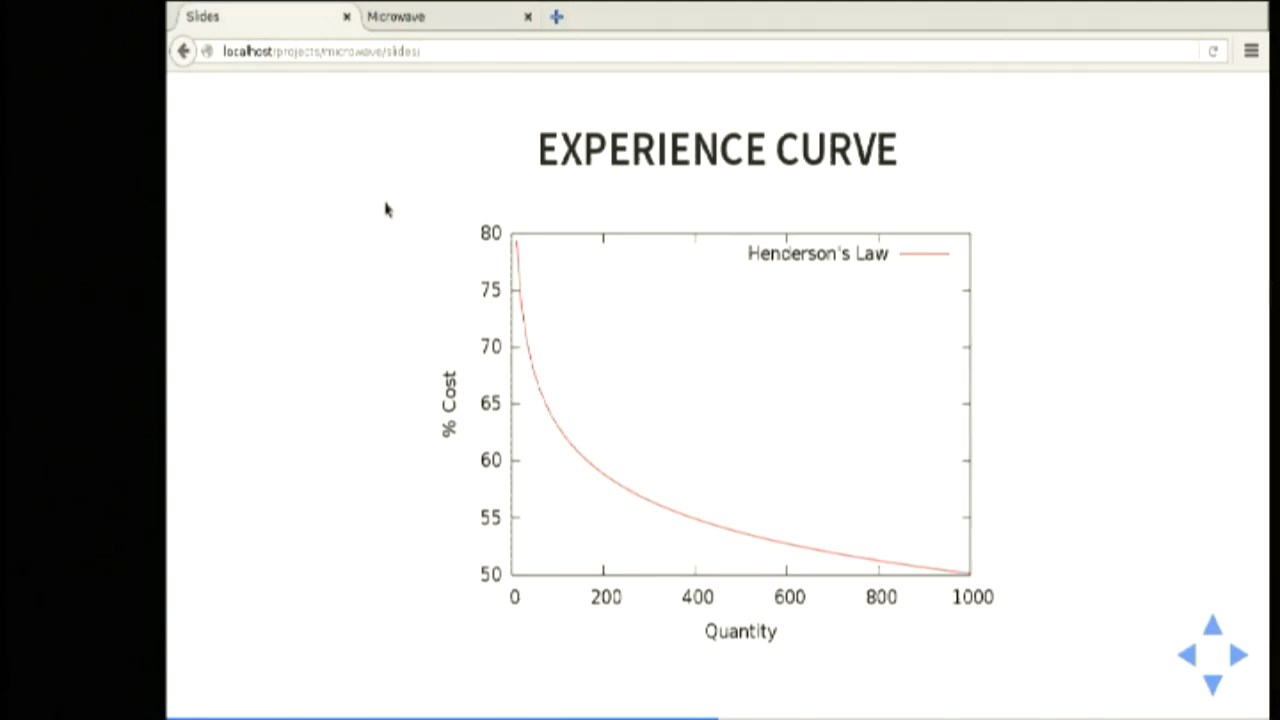 Slides
Microwave
localhost/projects/microwave/slides/
EXPERIENCE CURVE
80
75
70
65
60
55
50
% Cost
Henderson's Law
0 200 400 600 800 1000
Quantity